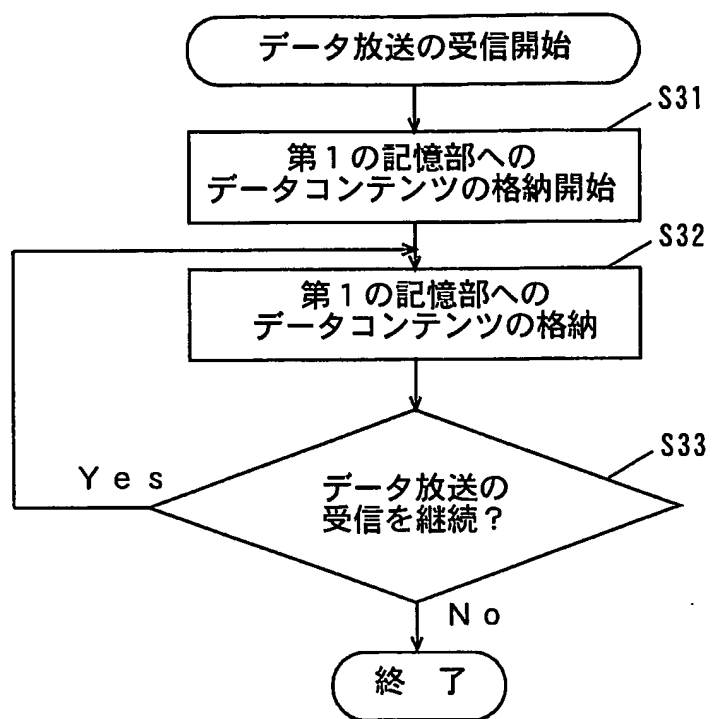 データ放送の受信開始
S31
第1の記憶部への
データコンテンツの格納開始
S32
第1の記憶部への
データコンテンツの格納
S33
Yes
データ放送の
受信を継続?
No
終 了